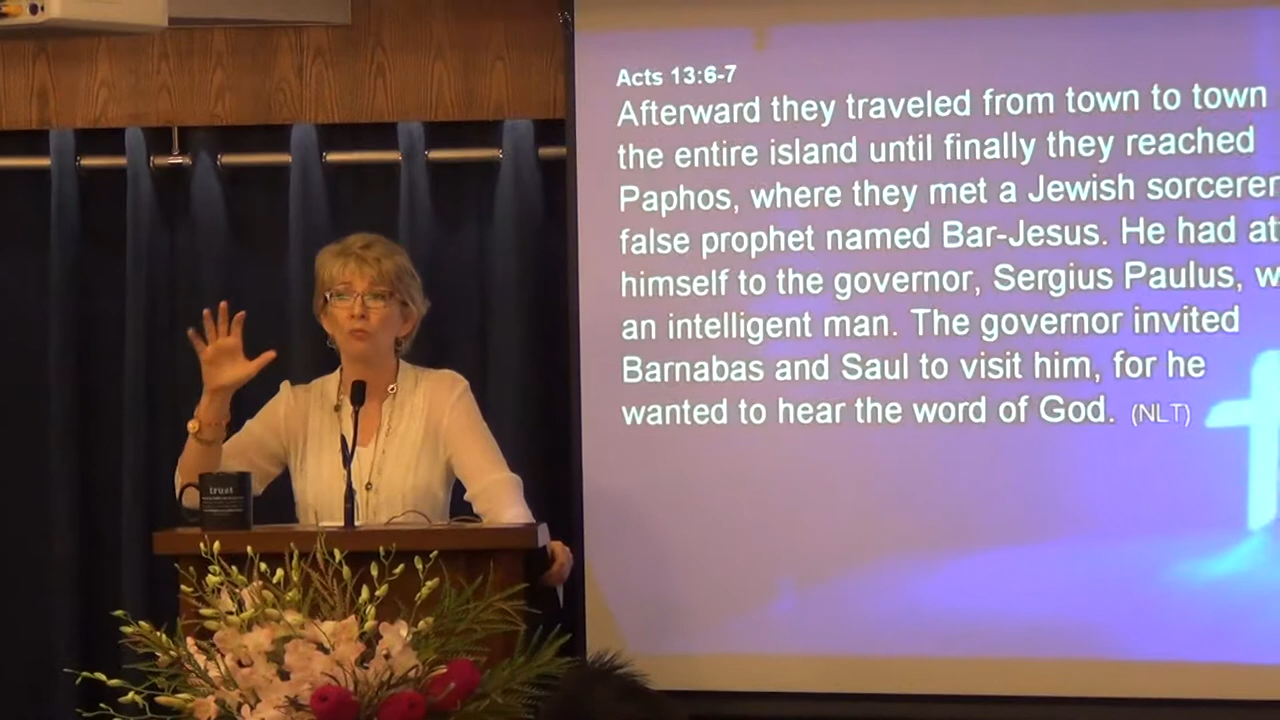 Acts 13:6-7
Afterward they traveled from town to town
the entire island until finally they reached
Paphos, where they met a Jewish sorcerer
false prophet named Bar-Jesus. He had at
himself to the governor, Sergius Paulus, w
an intelligent man. The governor invited
Barnabas and Saul to visit him, for he
wanted to hear the word of God. (NLT)
trust